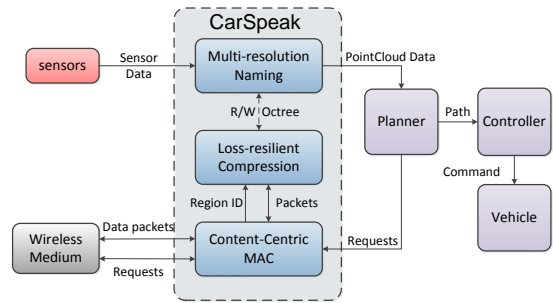 CarSpeak
sensors
Sensor
Data
Multi-resolution
Naming
PointCloud Data
R/W Octree
Planner
Path
Controller
Loss-resilient
Compression
Command
Region ID
Packets
Vehicle
Wireless
Medium
Data packets
Requests
Content-Centric
MAC
Requests